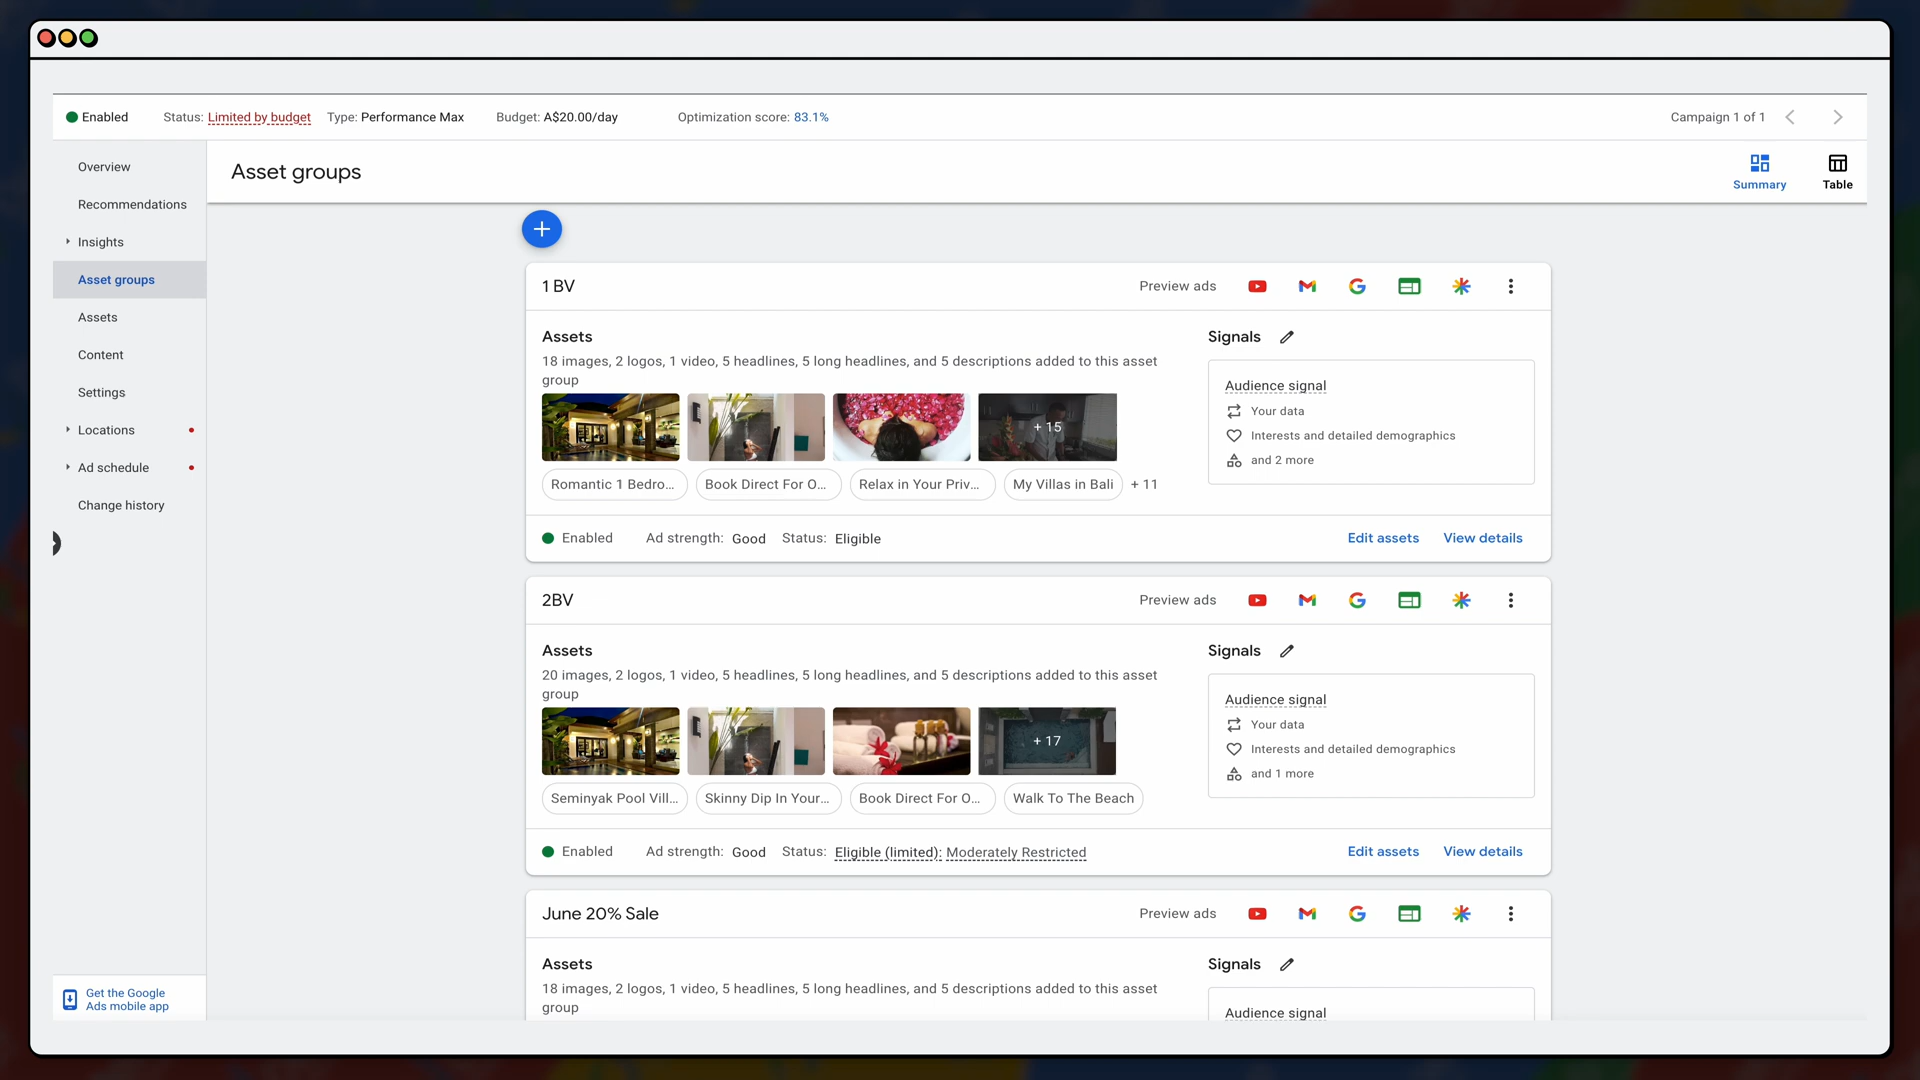 Enabled Status: Limited by budget Type: Performance Max Budget: A$20.00/day Optimization score: 83.1% Campaign 1 of 1
Overview
Recommendations
Insights
Asset groups
Assets
Content
Settings
Locations
Ad schedule
Change history
Get the Google
Ads mobile app
Asset groups
Summary
Table
1 BV
Preview ads
Assets
18 images, 2 logos, 1 video, 5 headlines, 5 long headlines, and 5 descriptions added to this asset
group
+ 15
Romantic 1 Bedro... Book Direct For O... Relax in Your Priv... My Villas in Bali + 11
Signals
Audience signal
Your data
Interests and detailed demographics
and 2 more
Enabled Ad strength: Good Status: Eligible
Edit assets View details
2BV
Preview ads
Assets
20 images, 2 logos, 1 video, 5 headlines, 5 long headlines, and 5 descriptions added to this asset
group
+ 17
Seminyak Pool Vill... Skinny Dip In Your... Book Direct For O... Walk To The Beach
Signals
Audience signal
Your data
Interests and detailed demographics
and 1 more
Enabled Ad strength: Good Status: Eligible (limited): Moderately Restricted
Edit assets View details
June 20% Sale
Preview ads
Assets
18 images, 2 logos, 1 video, 5 headlines, 5 long headlines, and 5 descriptions added to this asset
group
Signals
Audience signal